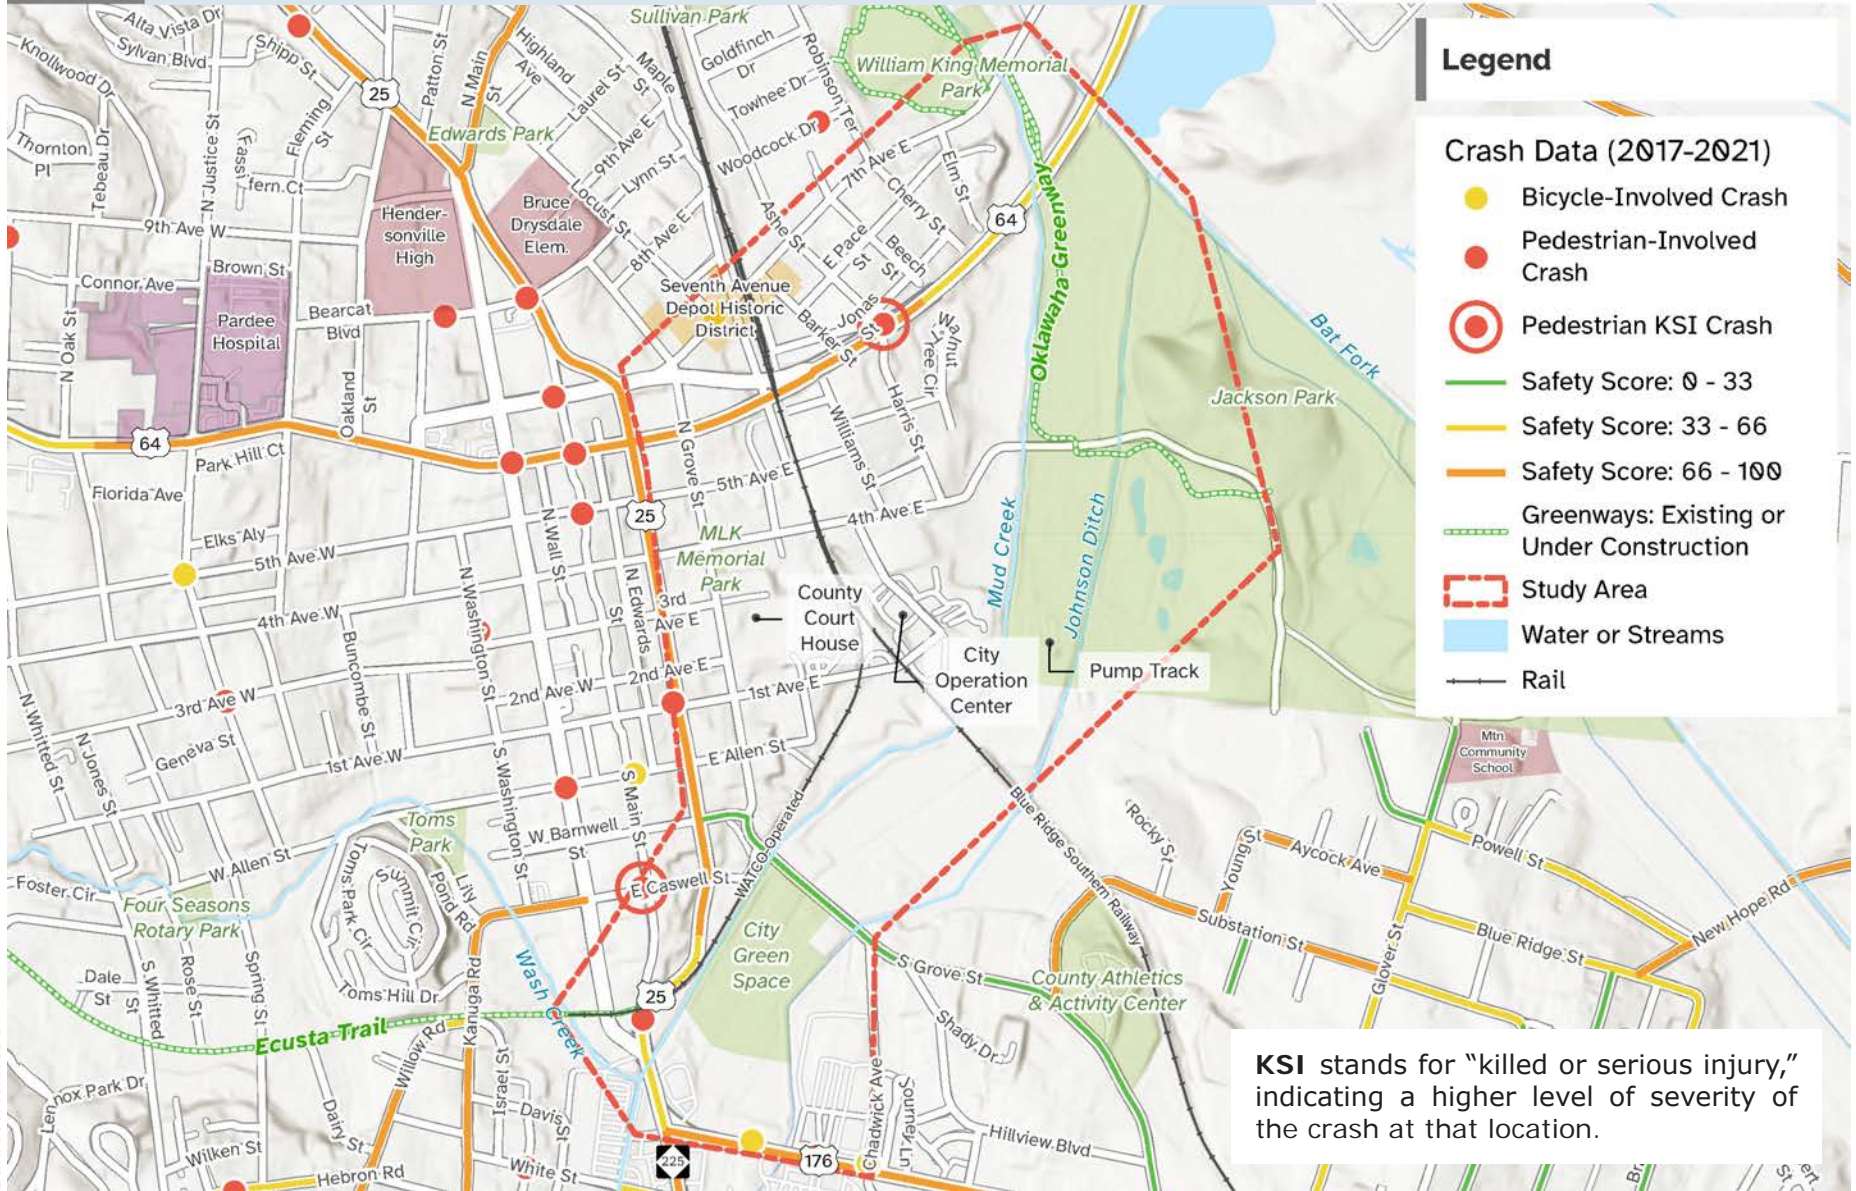 Legend
Crash Data (2017-2021)
Bicycle-Involved Crash
Pedestrian-Involved
Crash
Pedestrian KSI Crash
Safety Score: 0 - 33
Safety Score: 33 - 66
Safety Score: 66 - 100
Greenways: Existing or
Under Construction
Study Area
Water or Streams
Rail
KSI stands for “killed or serious injury,”
indicating a higher level of severity of
the crash at that location.
Alta Vista Dr
Sylvan Blvd
Knollwood Dr
Shipp St
Patton St
N Main
St
Highland
Ave
Laurel St
Maple
St
Sullivan Park
Goldfinch
Dr
Robinson Ter
Towhee Dr
Woodcock Dr
William King Memorial
Park
25
Edwards Park
Thornton
Pl
Tebeau Dr
N Justice St
Fassi
fern Ct
Fleming
St
9th Ave W
9th Ave E
Lynn St
Locust St
8th Ave E
7th Ave E
Cherry St
Elm St
Ashe St
E Pace
St
Beech
St
64
Hender-
sonville
High
Bruce
Drysdale
Elem.
Connor Ave
Brown St
Pardee
Hospital
Bearcat
Blvd
Seventh Avenue
Depot Historic
District
Barker St
Jonas
St
Walnut
Tree Cir
Oklawaha Greenway
Bat Fork
Jackson Park
N Oak St
Oakland
St
64
Park Hill Ct
Florida Ave
N Grove St
Williams St
Harris St
5th Ave E
4th Ave E
25
Elks Aly
5th Ave W
N Wall St
MLK
Memorial
Park
Mud Creek
Johnson Ditch
4th Ave W
N Washington St
St
N Edwards
3rd
Ave E
County
Court
House
City
Operation
Center
Pump Track
Buncombe St
2nd Ave W
2nd Ave E
1st Ave E
3rd Ave W
N Whitted St
N Jones St
Geneva St
1st Ave W
S Washington St
S Main St
E Allen St
Mtn
Community
School
Toms
Park
W Barnwell
St
WATCO Operated
Blue Ridge Southern Railway
Rocky St
Young St
Aycock Ave
Powell St
W Allen St
Foster Cir
Four Seasons
Rotary Park
Toms Park Cir
Summit Cir
Lily
Pond Rd
E Caswell St
New Hope Rd
Substation St
Blue Ridge St
Glover St
Wash Creek
City
Green
Space
S Grove St
County Athletics
& Activity Center
Dale
St
S Whitted
St
Rose St
Spring St
Toms Hill Dr
Kanuga Rd
25
Shady Dr
Ecusta Trail
Willow Rd
Israel St
Lennox Park Dr
Dairy St
Davis St
Chadwick Ave
Journey Ln
Hillview Blvd
Wilken St
Hebron Rd
White St
225
176
Br
St